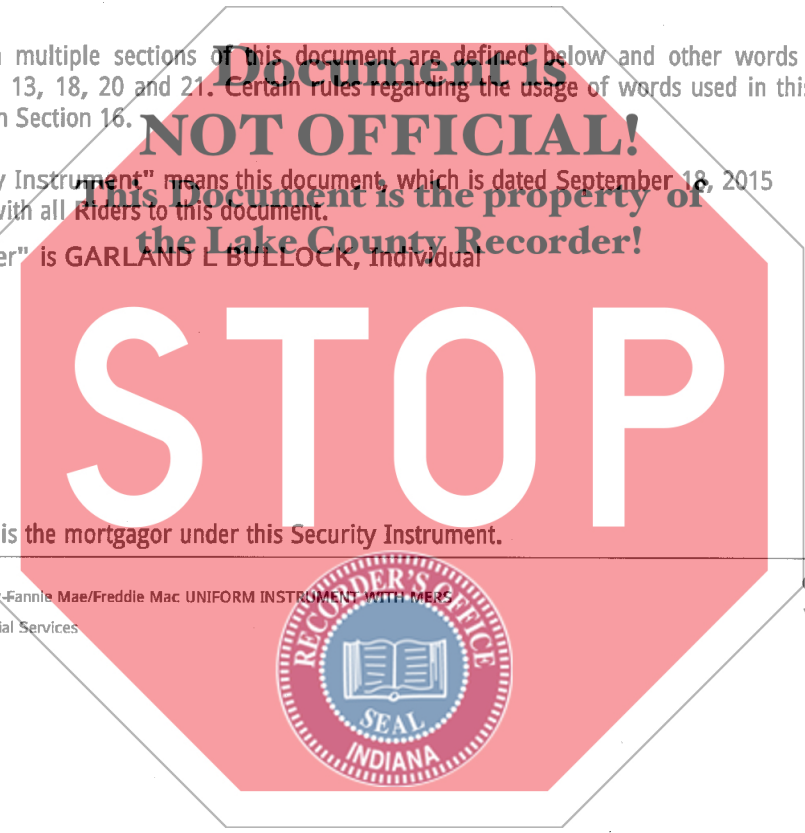 multiple sections of this document are defined below and other words
Document is
13, 18, 20 and 21. Certain rules regarding the usage of words used in this
Section 16.
NOT OFFICIAL!
Instrument" means this document, which is dated September 18, 2015
This Document is the property of
with all Riders to this document.
the Lake County Recorder!
er" is GARLAND L BULLOCK, Individual
STOP
is the mortgagor under this Security Instrument.
-Fannie Mae/Freddie Mac UNIFORM INSTRUMENT WITH MERS
ial Services
RECORDER'S OFFICE
SEAL
INDIANA